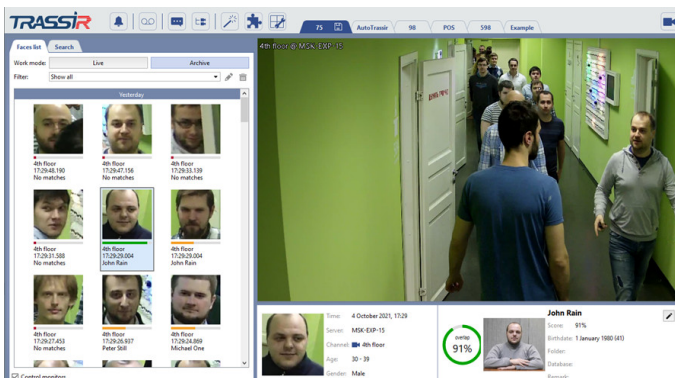 TRASSIR
75
AutoTrassir
98
POS
598
Example
Faces list
Search
Work mode:
Live
Archive
Filter:
Show all
Yesterday
4th floor
17:29:48.190
No matches
4th floor
17:29:47.156
No matches
4th floor
17:29:33.139
No matches
4th floor
17:29:31.588
No matches
4th floor
17:29:29.004
John Rain
4th floor
17:29:29.004
John Rain
4th floor
17:29:27.453
No matches
4th floor
17:29:26.937
Peter Still
4th floor
17:29:24.869
Michael One
Control monitors
4th floor @ MSK-EXP-15
Time:
4 October 2021, 17:29
Server:
MSK-EXP-15
Channel:
4th floor
Age:
30 - 39
Gender:
Male
overlap
91%
John Rain
Score:
91%
Birthdate:
1 January 1980 (41)
Folder:
Database:
Remark: